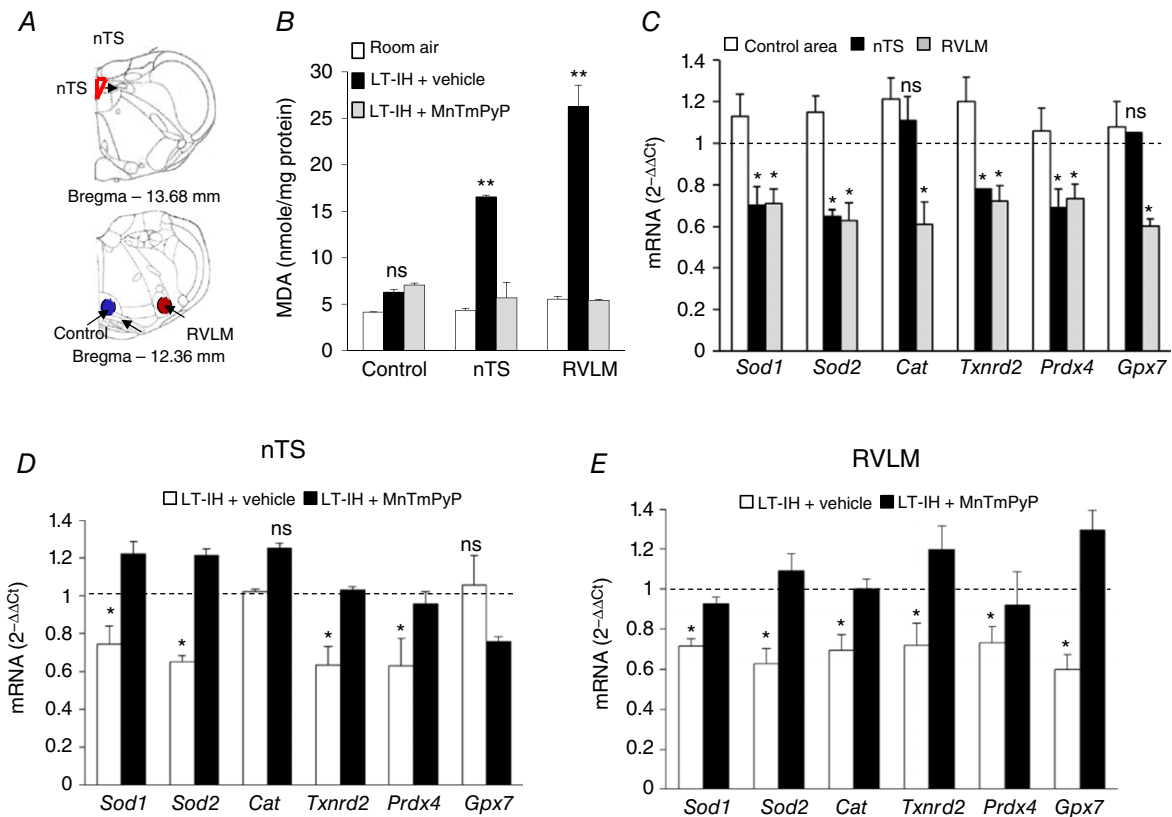 A
nTS
nTS
Bregma – 13.68 mm
Control
RVLM
Bregma – 12.36 mm
B
Room air
LT-IH + vehicle
LT-IH + MnTmPyP
MDA (nmole/mg protein)
30
25
20
15
10
5
0
ns
**
**
Control nTS RVLM
C
Control area nTS RVLM
mRNA (2−ΔΔCt)
1.4
1.2
1
0.8
0.6
0.4
0.2
0
* *
* *
ns
*
* *
* *
ns
*
Sod1 Sod2 Cat Txnrd2 Prdx4 Gpx7
D
nTS
LT-IH + vehicle LT-IH + MnTmPyP
mRNA (2−ΔΔCt)
1.4
1.2
1
0.8
0.6
0.4
0.2
0
*
*
ns
*
*
ns
Sod1 Sod2 Cat Txnrd2 Prdx4 Gpx7
E
RVLM
LT-IH + vehicle LT-IH + MnTmPyP
mRNA (2−ΔΔCt)
1.4
1.2
1
0.8
0.6
0.4
0.2
0
*
*
*
*
*
*
Sod1 Sod2 Cat Txnrd2 Prdx4 Gpx7